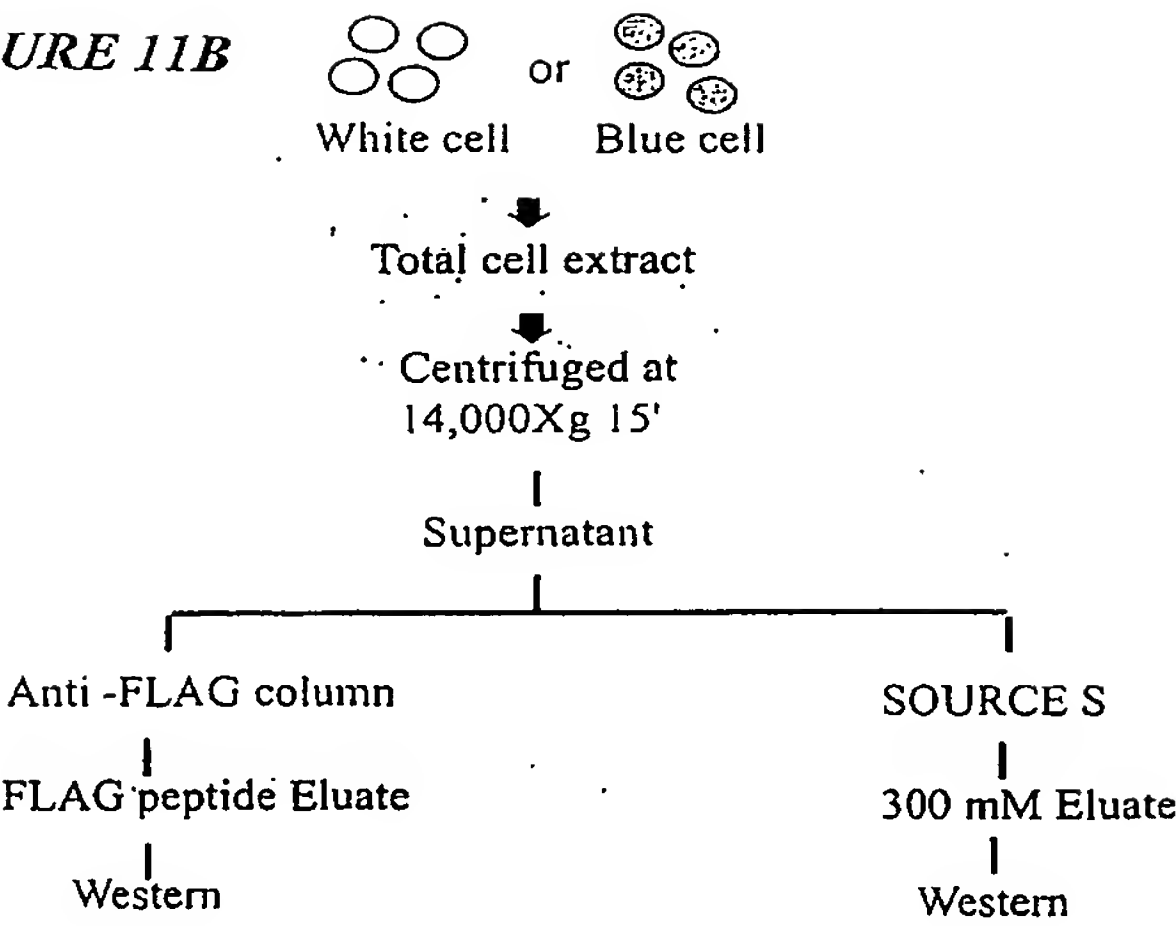 URE 11B
or
White cell
Blue cell
Total cell extract
Centrifuged at
14,000Xg 15'
Supernatant
Anti -FLAG column
SOURCE S
FLAG peptide Eluate
300 mM Eluate
Western
Western